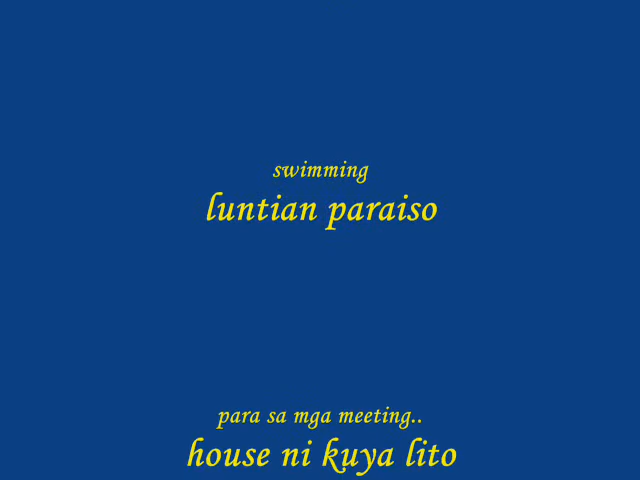 swimming
luntian paraiso
para sa mga meeting..
house ni kuya lito